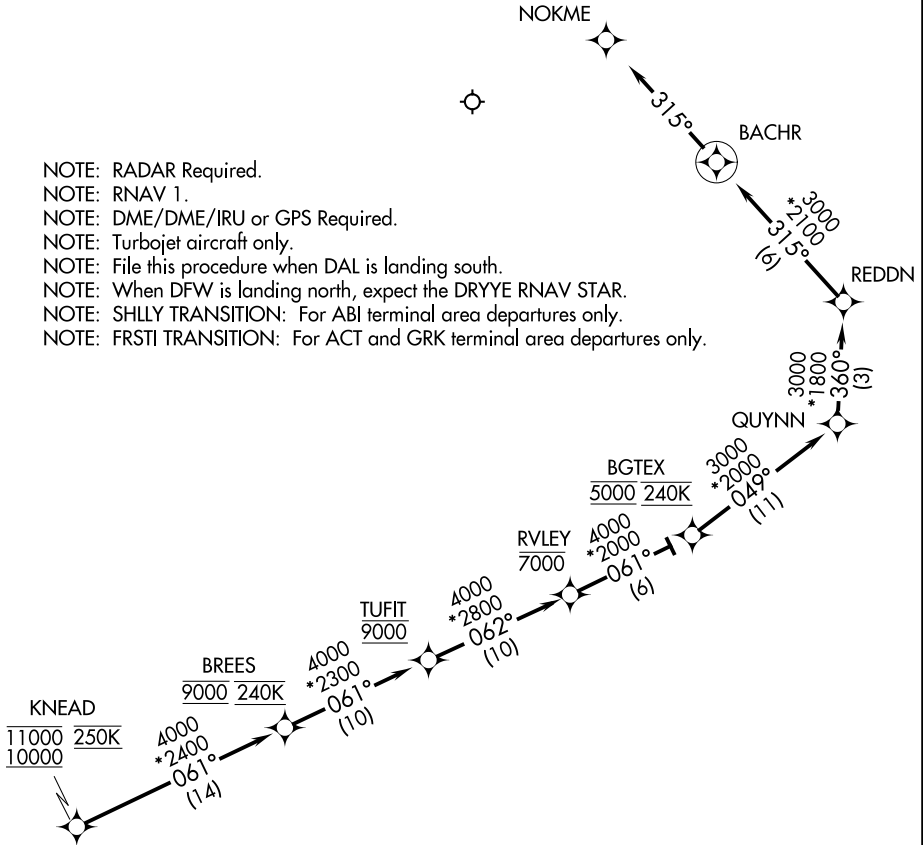 NOKME
315°
BACHR
NOTE: RADAR Required.
NOTE: RNAV 1.
NOTE: DME/DME/IRU or GPS Required.
NOTE: Turbojet aircraft only.
NOTE: File this procedure when DAL is landing south.
NOTE: When DFW is landing north, expect the DRYYE RNAV STAR.
NOTE: SHLLY TRANSITION: For ABI terminal area departures only.
NOTE: FRSTI TRANSITION: For ACT and GRK terminal area departures only.
3000
*2100
315°
(6)
REDDN
3000
*1800
360°
(3)
QUYNN
3000
*2000
049°
(11)
BGTEX
5000 240K
4000
*2000
061°
(6)
RVLEY
7000
4000
*2800
062°
(10)
TUFIT
9000
4000
*2300
061°
(10)
BREES
9000 240K
4000
*2400
061°
(14)
KNEAD
11000 250K
10000